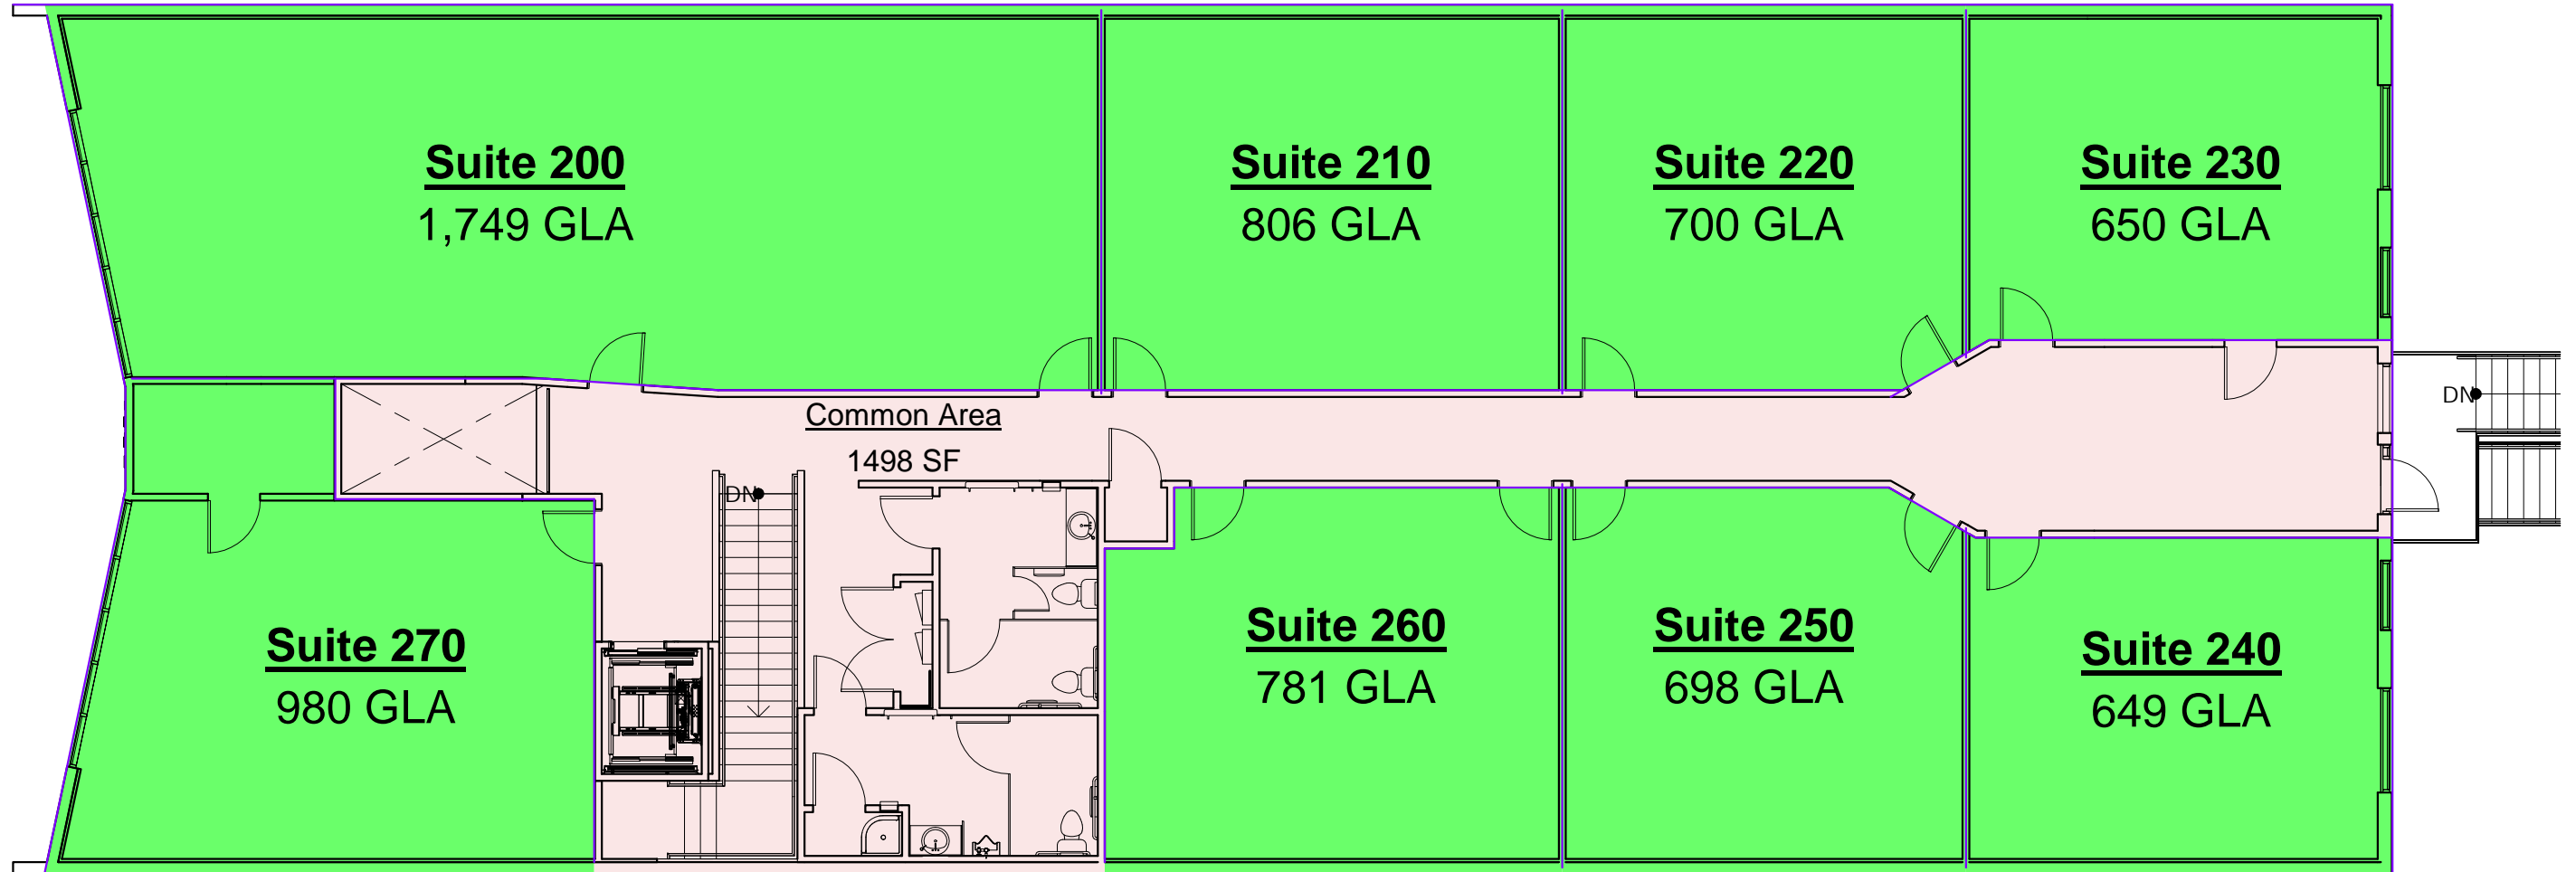 Suite 200
1,749 GLA
Suite 210
806 GLA
Suite 220
700 GLA
Suite 230
650 GLA
Common Area
1498 SF
DN
DN
Suite 270
980 GLA
Suite 260
781 GLA
Suite 250
698 GLA
Suite 240
649 GLA